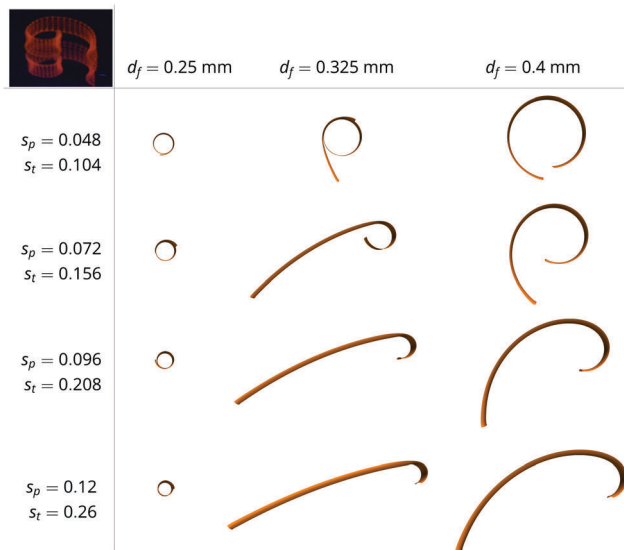 d_f = 0.25 mm
d_f = 0.325 mm
d_f = 0.4 mm
s_p = 0.048
s_t = 0.104
s_p = 0.072
s_t = 0.156
s_p = 0.096
s_t = 0.208
s_p = 0.12
s_t = 0.26